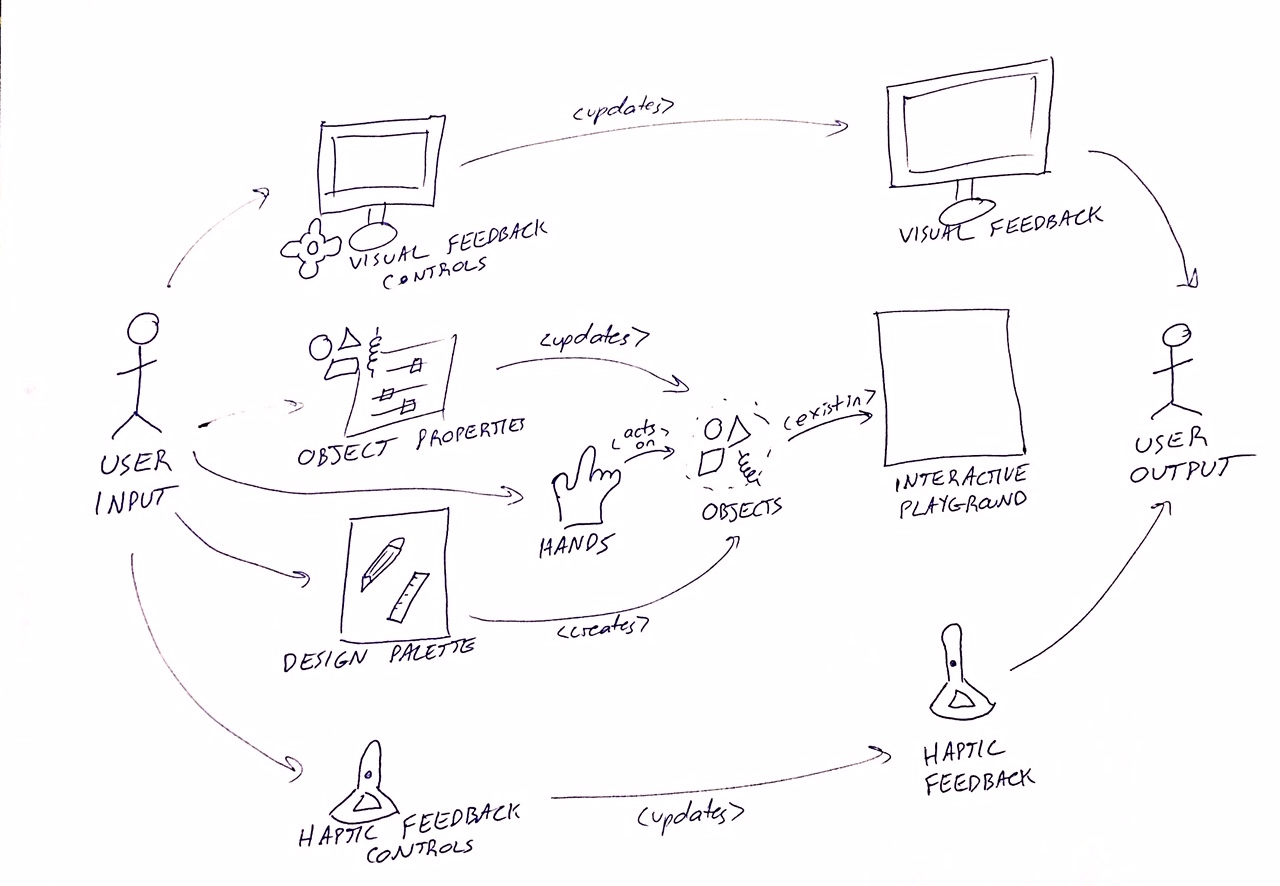 <updates>
VISUAL FEEDBACK
CONTROLS
VISUAL FEEDBACK
<updates>
OBJECT PROPERTIES
<acts
on>
<exist in>
USER
INPUT
HANDS
OBJECTS
INTERACTIVE
PLAYGROUND
USER
OUTPUT
DESIGN PALETTE
<creates>
HAPTIC FEEDBACK
CONTROLS
<updates>
HAPTIC
FEEDBACK